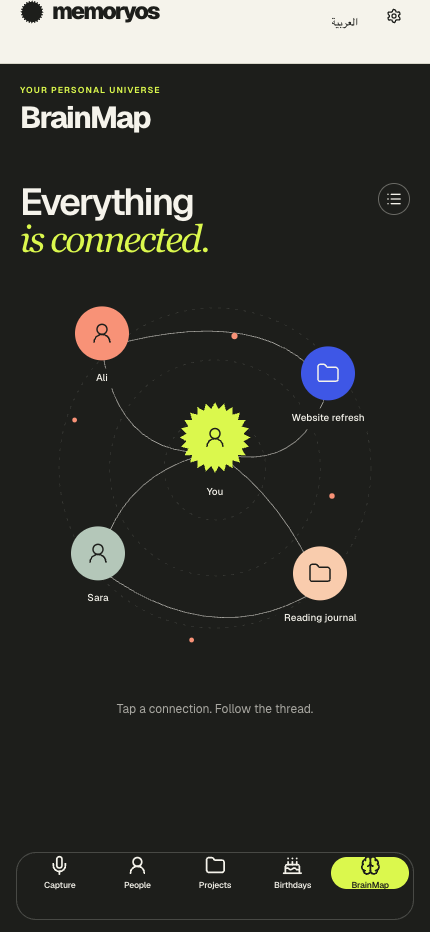 memoryos
العربية
YOUR PERSONAL UNIVERSE
BrainMap
Everything
is connected.
Ali
Website refresh
You
Sara
Reading journal
Tap a connection. Follow the thread.
Capture
People
Projects
Birthdays
BrainMap